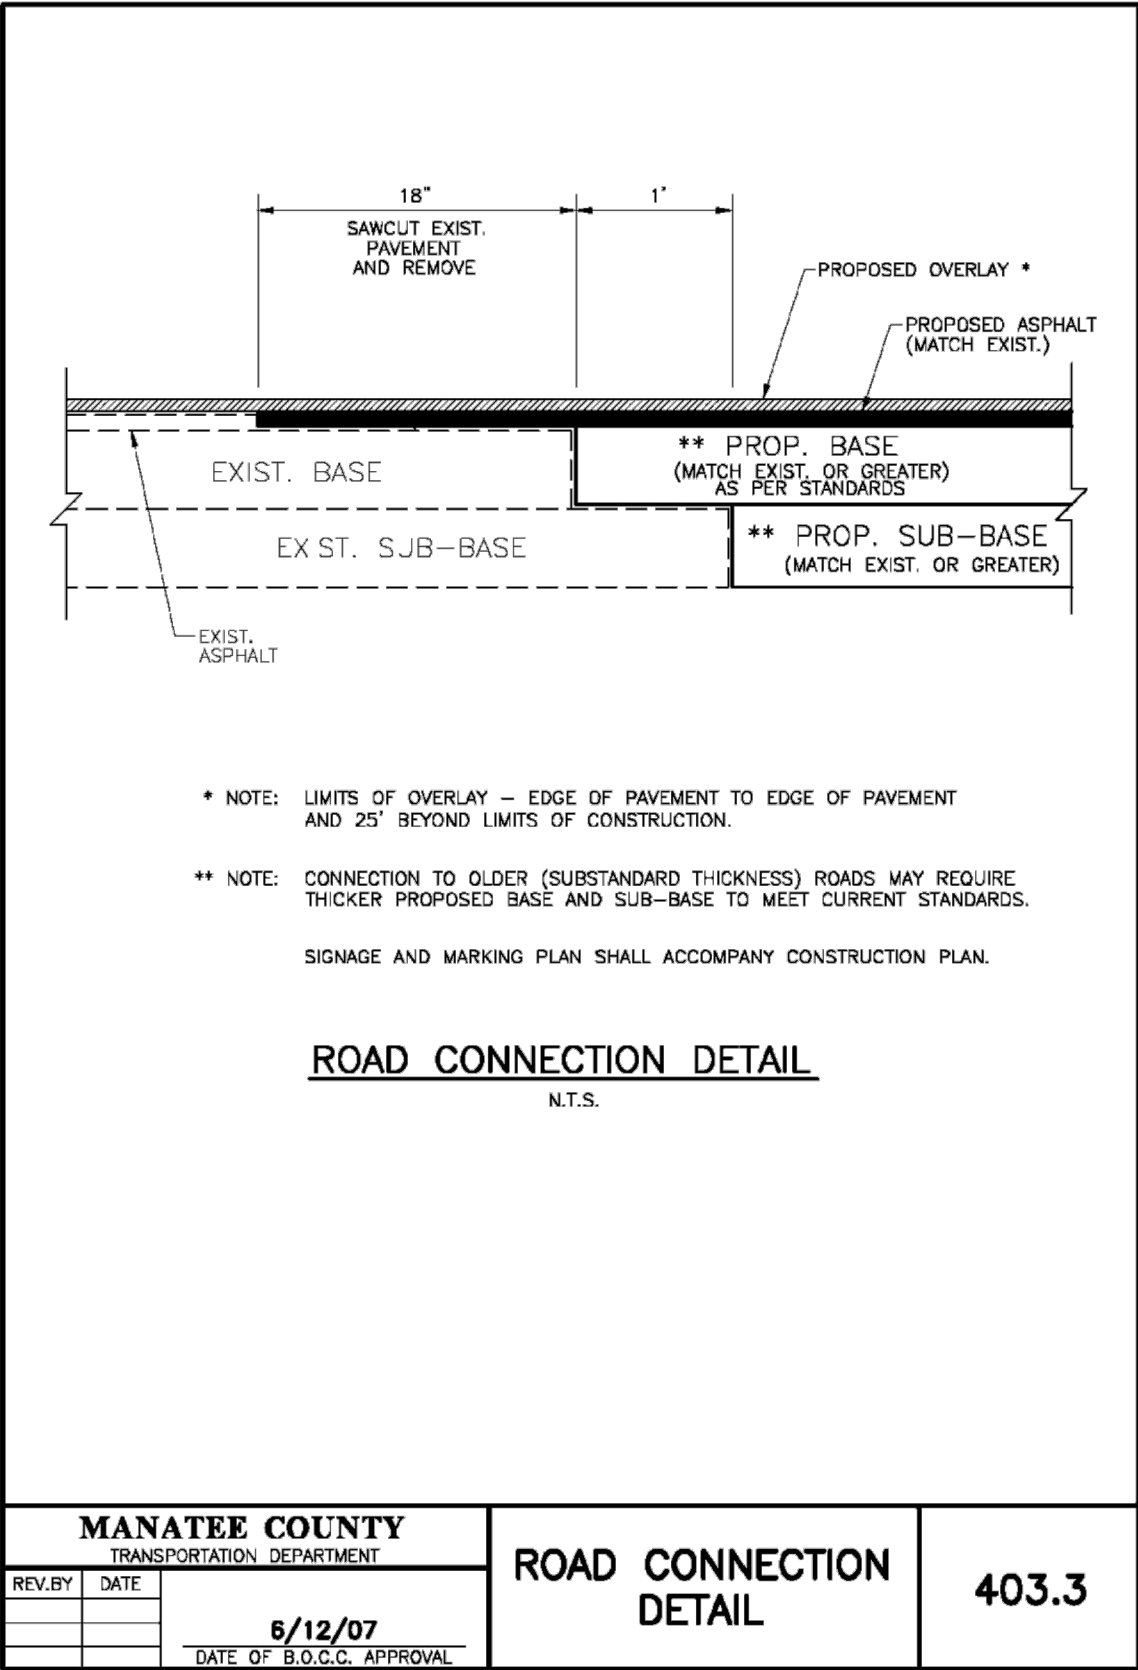 18"
1'
SAWCUT EXIST.
PAVEMENT
AND REMOVE
PROPOSED OVERLAY *
PROPOSED ASPHALT
(MATCH EXIST.)
** PROP. BASE
(MATCH EXIST. OR GREATER)
AS PER STANDARDS
EXIST. BASE
** PROP. SUB-BASE
(MATCH EXIST. OR GREATER)
EXIST. SUB-BASE
EXIST.
ASPHALT
* NOTE: LIMITS OF OVERLAY – EDGE OF PAVEMENT TO EDGE OF PAVEMENT
AND 25' BEYOND LIMITS OF CONSTRUCTION.
** NOTE: CONNECTION TO OLDER (SUBSTANDARD THICKNESS) ROADS MAY REQUIRE
THICKER PROPOSED BASE AND SUB-BASE TO MEET CURRENT STANDARDS.
SIGNAGE AND MARKING PLAN SHALL ACCOMPANY CONSTRUCTION PLAN.
ROAD CONNECTION DETAIL
N.T.S.
MANATEE COUNTY
TRANSPORTATION DEPARTMENT
REV.BY DATE
6/12/07
DATE OF B.O.C.C. APPROVAL
ROAD CONNECTION
DETAIL
403.3